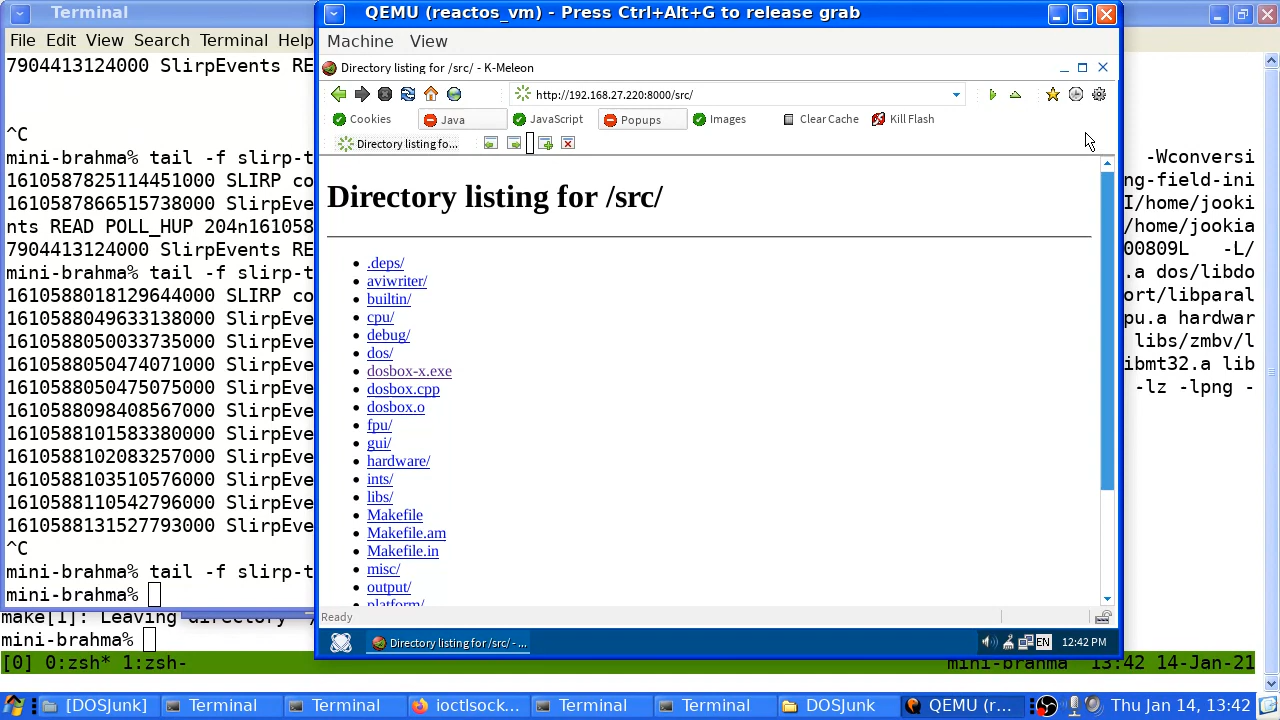 Terminal
File Edit View Search Terminal Help
7904413124000 SlirpEvents RE
^C
mini-brahma% tail -f slirp-t
1610587825114451000 SLIRP co
1610587866515738000 SlirpEve
nts READ POLL_HUP 204n161058
7904413124000 SlirpEvents RE
mini-brahma% tail -f slirp-t
1610588018129644000 SLIRP co
1610588049633138000 SlirpEve
1610588050033735000 SlirpEve
1610588050474071000 SlirpEve
1610588050475075000 SlirpEve
1610588098408567000 SlirpEve
1610588101583380000 SlirpEve
1610588102083257000 SlirpEve
1610588103510576000 SlirpEve
1610588110542796000 SlirpEve
1610588131527793000 SlirpEve
^C
mini-brahma% tail -f slirp-t
mini-brahma%
QEMU (reactos_vm) - Press Ctrl+Alt+G to release grab
Machine View
Directory listing for /src/ - K-Meleon
http://192.168.27.220:8000/src/
Cookies Java JavaScript Popups Images Clear Cache Kill Flash
Directory listing fo...
Directory listing for /src/
.deps/
aviwriter/
builtin/
cpu/
debug/
dos/
dosbox-x.exe
dosbox.cpp
dosbox.o
fpu/
gui/
hardware/
ints/
libs/
Makefile
Makefile.am
Makefile.in
misc/
output/
platform/
Ready
Directory listing for /src/ - ...
EN 12:42 PM
-Wconversi
ng-field-ini
I/home/jooki
/home/jookia
00809L -L/
.a dos/libdo
ort/libparal
pu.a hardwar
libs/zmbv/l
ibmt32.a lib
-lz -lpng -
make[1]: Leaving directory
mini-brahma%
[0] 0:zsh* 1:zsh- mini-brahma 13:42 14-Jan-21
[DOSJunk] Terminal Terminal ioctlsock... Terminal Terminal DOSJunk QEMU (r... Thu Jan 14, 13:42